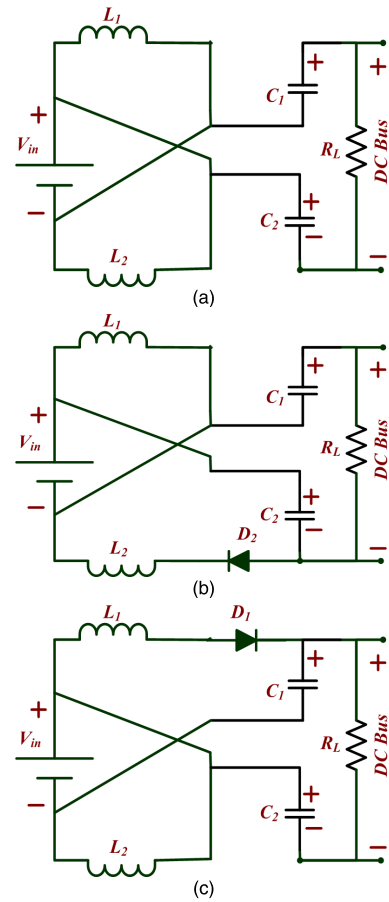 L1
+
+
C1
Vin
+
RL
DC Bus
+
C2
−
−
−
L2
(a)
L1
+
+
+
C1
Vin
RL
DC Bus
−
+
C2
−
D2
−
L2
(b)
L1
D1
+
+
+
C1
Vin
RL
DC Bus
−
+
C2
−
−
L2
(c)